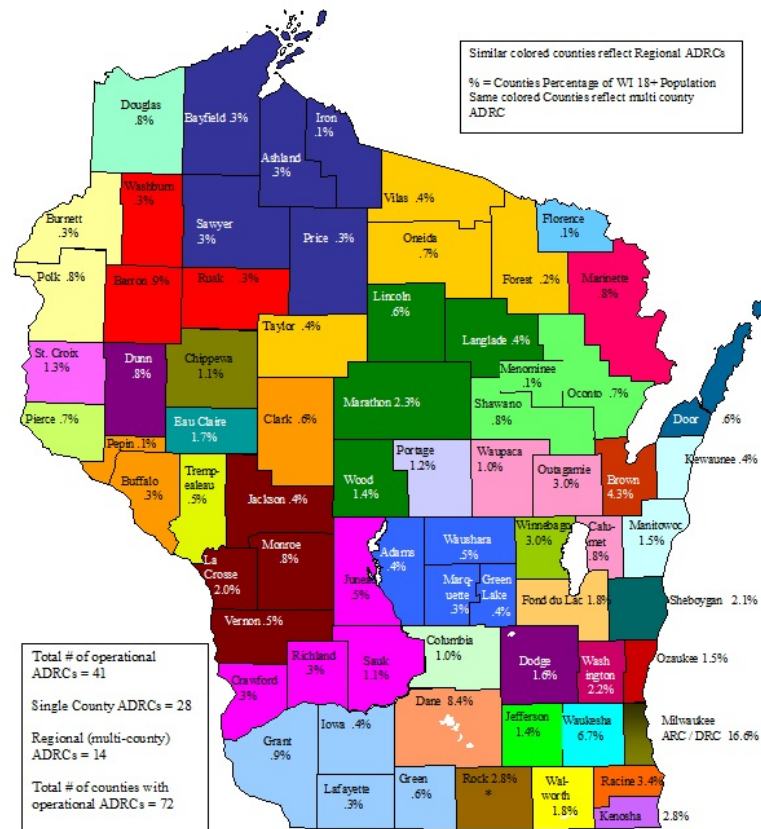 Similar colored counties reflect Regional ADRCs
% = Counties Percentage of WI 18+ Population
Same colored Counties reflect multi county
ADRC
Douglas
.8%
Bayfield .3%
Iron
.1%
Ashland
.3%
Washburn
.3%
Sawyer
.3%
Price .3%
Vilas .4%
Burnett
.3%
Oneida
.7%
Florence
.1%
Forest .2%
Marinette
.8%
Polk .8%
Barron .9%
Rusk .3%
Lincoln
.6%
Taylor .4%
Langlade .4%
St. Croix
1.3%
Dunn
.8%
Chippewa
1.1%
Menominee
.1%
Oconto .7%
Marathon 2.3%
Shawano
.8%
Pierce .7%
Eau Claire
1.7%
Clark .6%
Door .6%
Pepin .1%
Buffalo
.3%
Tremp-
ealeau
.5%
Jackson .4%
Wood
1.4%
Portage
1.2%
Waupaca
1.0%
Outagamie
3.0%
Brown
4.3%
Kewaunee .4%
Monroe
.8%
La
Crosse
2.0%
Juneau
.5%
Adams
.4%
Waushara
.5%
Winnebago
3.0%
Calu-
met
.8%
Manitowoc
1.5%
Marq-
uette
.3%
Green
Lake
.4%
Fond du Lac 1.8%
Sheboygan 2.1%
Vernon .5%
Richland
.3%
Sauk
1.1%
Columbia
1.0%
Dodge
1.6%
Wash
ington
2.2%
Ozaukee 1.5%
Crawford
.3%
Dane 8.4%
Jefferson
1.4%
Waukesha
6.7%
Milwaukee
ARC / DRC 16.6%
Grant
.9%
Iowa .4%
Lafayette
.3%
Green
.6%
Rock 2.8%
*
Wal-
worth
1.8%
Racine 3.4%
Kenosha 2.8%
Total # of operational
ADRCs = 41
Single County ADRCs = 28
Regional (multi-county)
ADRCs = 14
Total # of counties with
operational ADRCs = 72